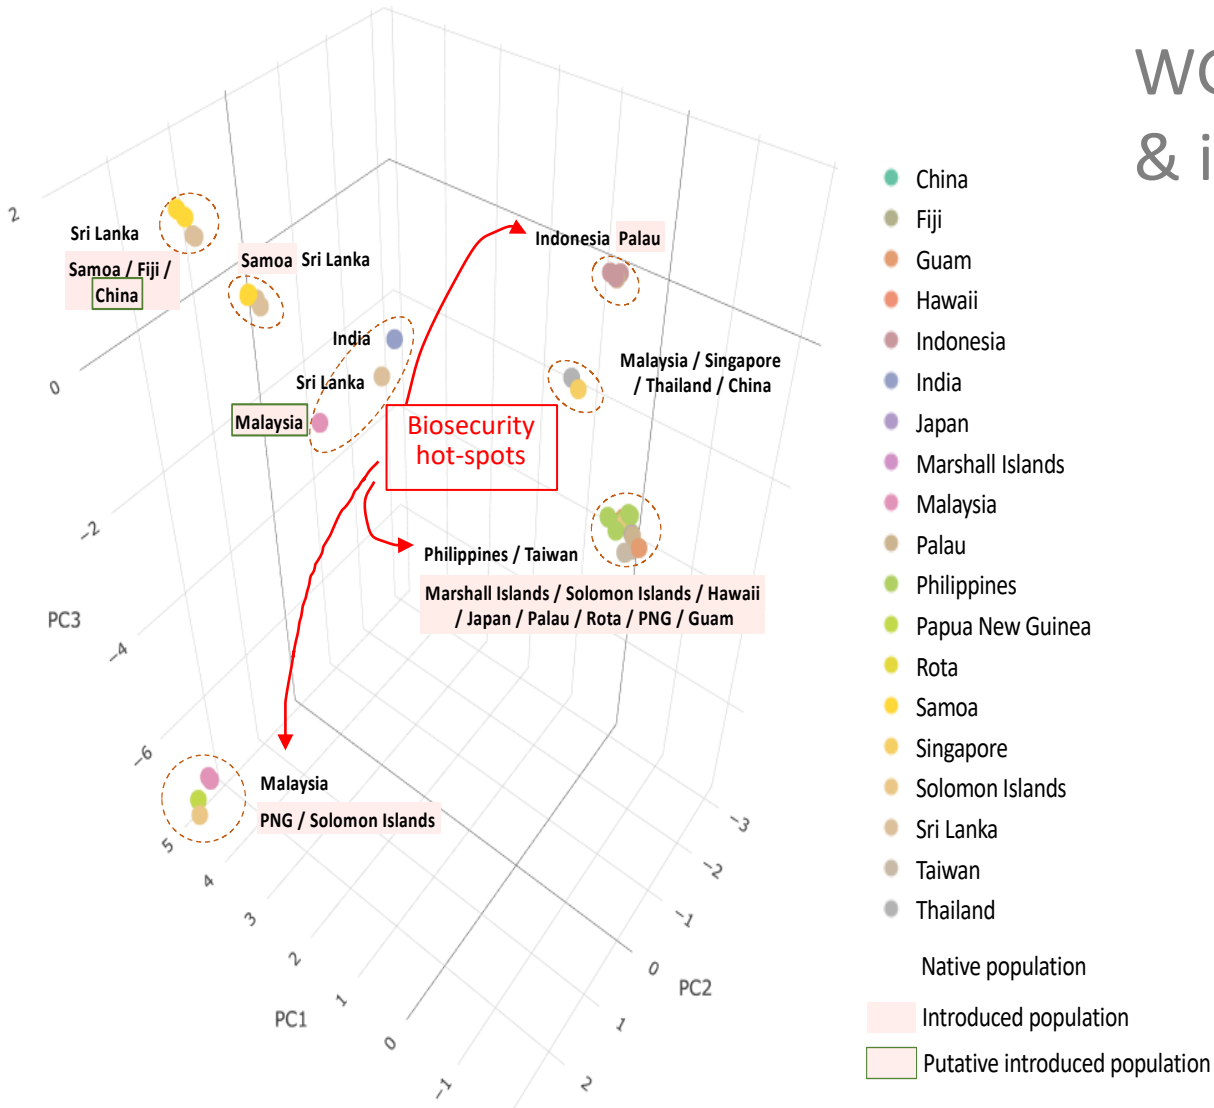 WO
& i
2
0
−2
−4
−6
PC3
5
4
3
2
1
0
−1
PC1
−3
−2
−1
0
1
2
PC2
Sri Lanka
Samoa / Fiji /
China
Samoa Sri Lanka
India
Sri Lanka
Malaysia
Biosecurity
hot-spots
Indonesia Palau
Malaysia / Singapore
/ Thailand / China
Philippines / Taiwan
Marshall Islands / Solomon Islands / Hawaii
/ Japan / Palau / Rota / PNG / Guam
Malaysia
PNG / Solomon Islands
China
Fiji
Guam
Hawaii
Indonesia
India
Japan
Marshall Islands
Malaysia
Palau
Philippines
Papua New Guinea
Rota
Samoa
Singapore
Solomon Islands
Sri Lanka
Taiwan
Thailand
Native population
Introduced population
Putative introduced population